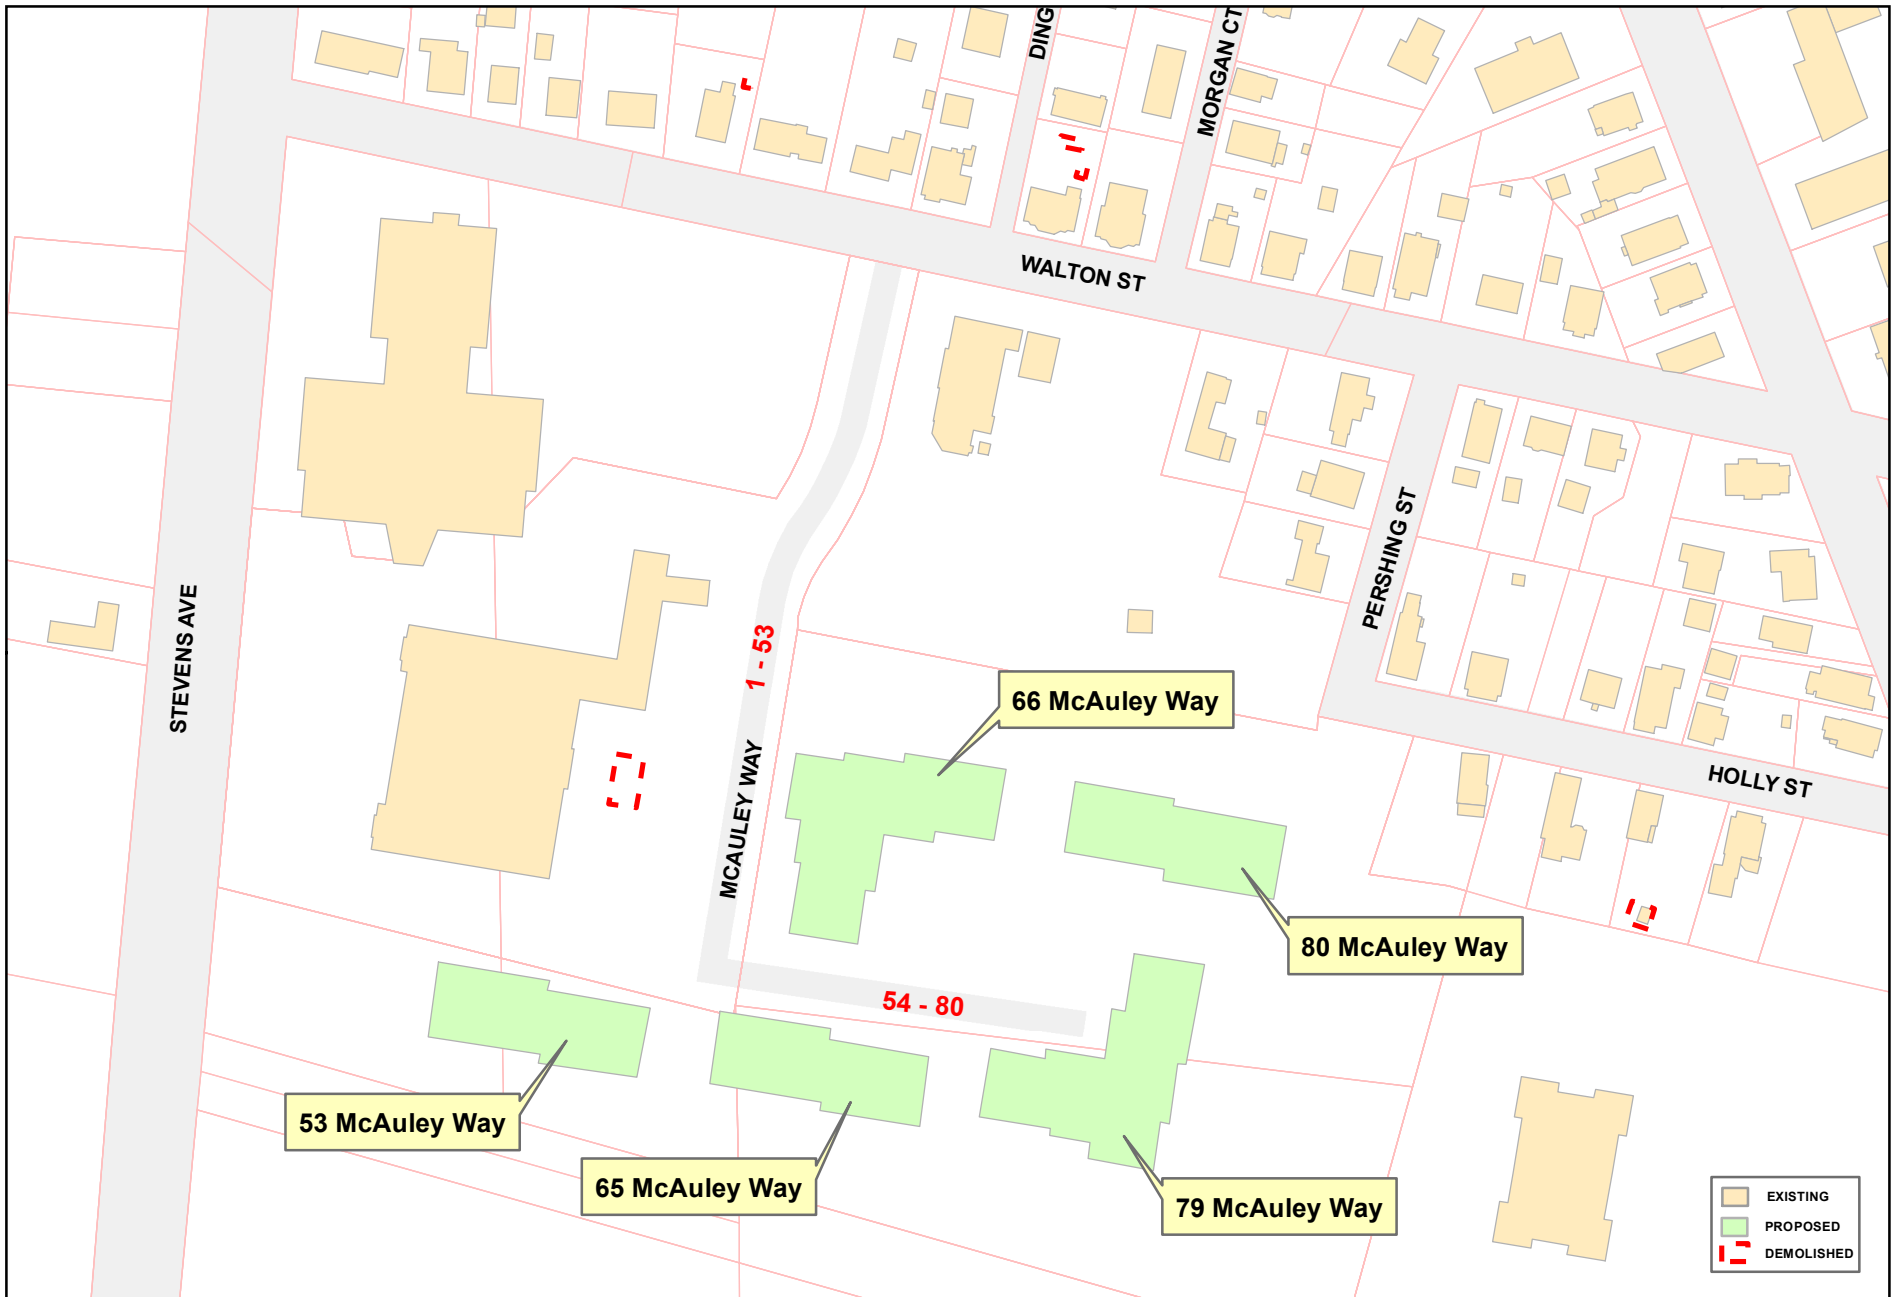 DING
MORGAN CT
WALTON ST
STEVENS AVE
PERSHING ST
1 - 53
66 McAuley Way
MCAULEY WAY
HOLLY ST
80 McAuley Way
54 - 80
53 McAuley Way
65 McAuley Way
79 McAuley Way
EXISTING
PROPOSED
DEMOLISHED